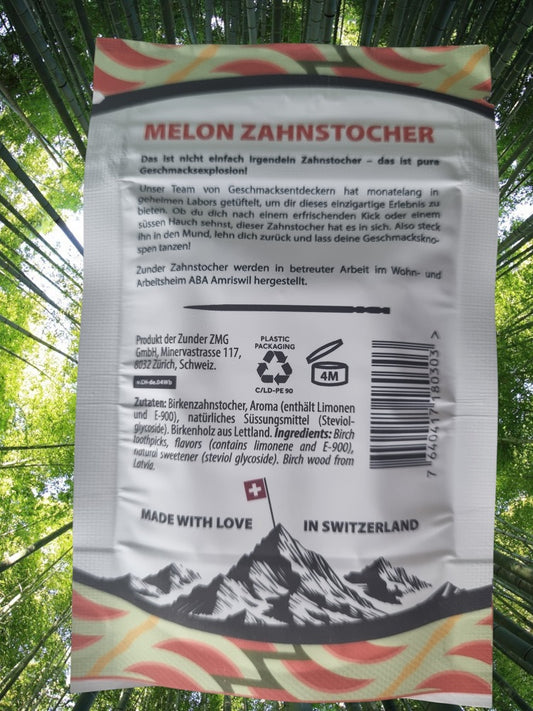 MELON ZAHNSTOCHER
Das ist nicht einfach irgendein Zahnstocher – das ist pure
Geschmacksexplosion!
Unser Team von Geschmacksentdeckern hat monatelang in
geheimen Labors getüftelt, um dir dieses einzigartige Erlebnis zu
bieten. Ob du dich nach einem erfrischenden Kick oder einem
süssen Hauch sehnst, dieser Zahnstocher hat es in sich. Also steck
ihn in den Mund, lehn dich zurück und lass deine Geschmackskno-
spen tanzen!
Zunder Zahnstocher werden in betreuter Arbeit im Wohn- und
Arbeitsheim ABA Amriswil hergestellt.
Produkt der Zunder ZMG
GmbH, Minervastrasse 117,
8032 Zürich, Schweiz.
PLASTIC
PACKAGING
C/LD-PE 90
4M
Zutaten: Birkenzahnstocher, Aroma (enthält Limonen
und E-900), natürliches Süssungsmittel (Steviol-
glycoside). Birkenholz aus Lettland. Ingredients: Birch
toothpicks, flavors (contains limonene and E-900),
natural sweetener (steviol glycoside). Birch wood from
Latvia.
7 640417 180303 >
MADE WITH LOVE IN SWITZERLAND